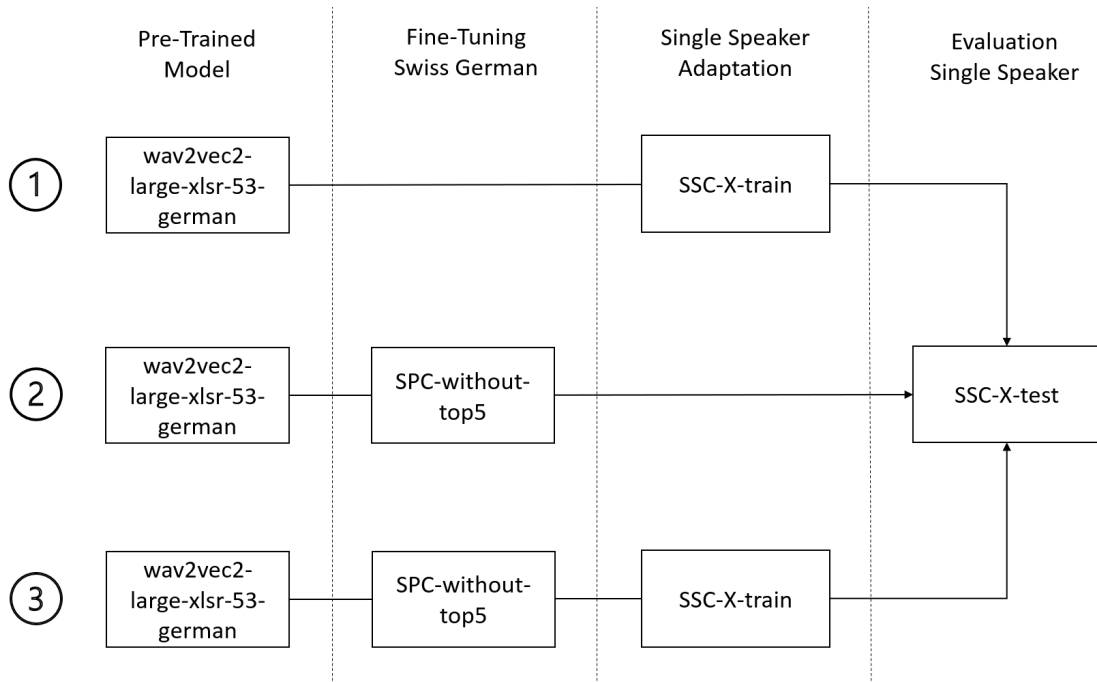 Pre-Trained
Model
Fine-Tuning
Swiss German
Single Speaker
Adaptation
Evaluation
Single Speaker
1
wav2vec2-
large-xlsr-53-
german
SSC-X-train
2
wav2vec2-
large-xlsr-53-
german
SPC-without-
top5
SSC-X-test
3
wav2vec2-
large-xlsr-53-
german
SPC-without-
top5
SSC-X-train